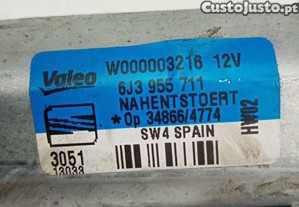 CustoJusto.pt
Valeo W000003216 12V
6J3 955 711
NAHENTSTOERT
*Op 34866/4774
SW4 SPAIN
HW02
3051
13033